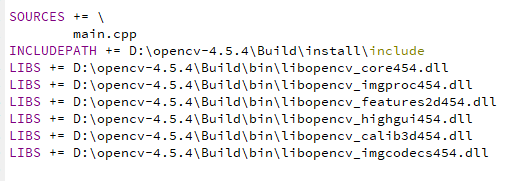 SOURCES += \
main.cpp
INCLUDEPATH += D:\opencv-4.5.4\Build\install\include
LIBS += D:\opencv-4.5.4\Build\bin\libopencv_core454.dll
LIBS += D:\opencv-4.5.4\Build\bin\libopencv_imgproc454.dll
LIBS += D:\opencv-4.5.4\Build\bin\libopencv_features2d454.dll
LIBS += D:\opencv-4.5.4\Build\bin\libopencv_highgui454.dll
LIBS += D:\opencv-4.5.4\Build\bin\libopencv_calib3d454.dll
LIBS += D:\opencv-4.5.4\Build\bin\libopencv_imgcodecs454.dll